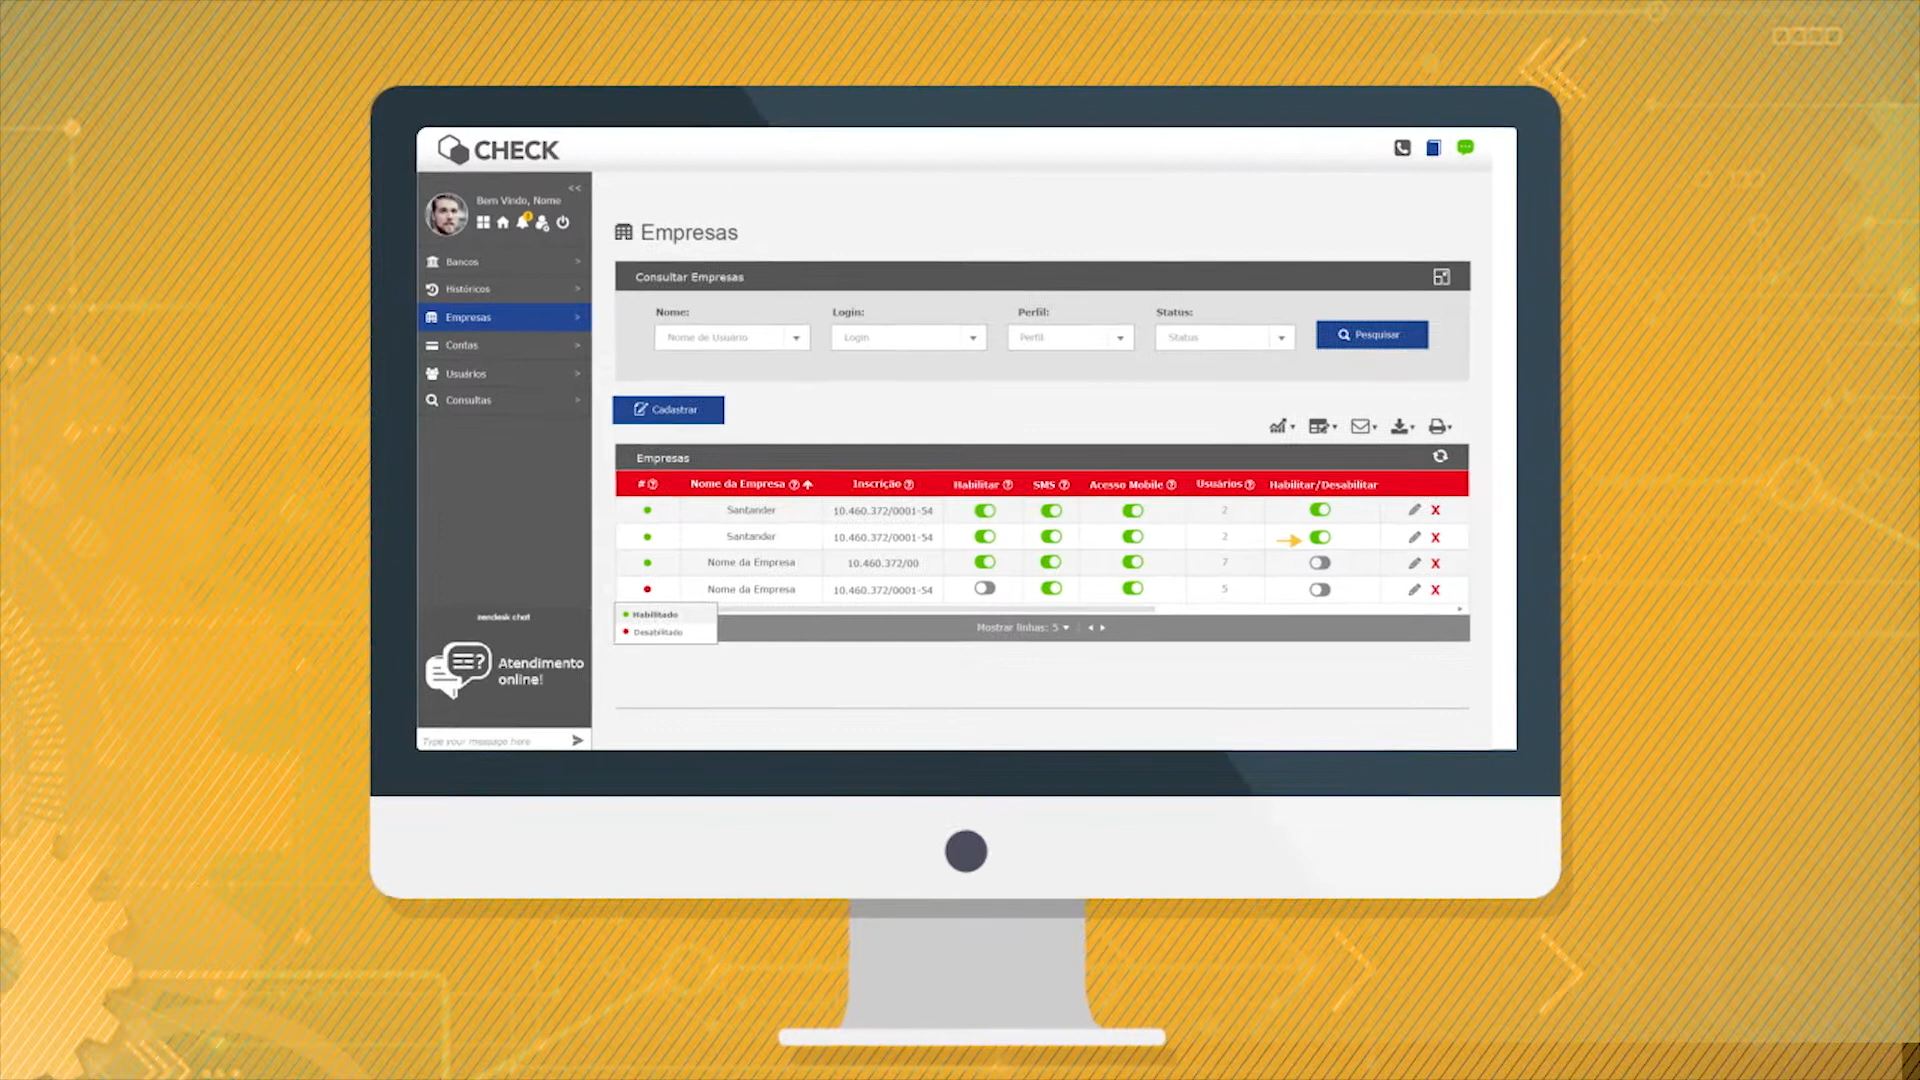 CHECK
<<
Bem Vindo, Nome
Bancos >
Históricos >
Empresas >
Contas >
Usuários >
Consultas >
zendesk chat
Atendimento
online!
Type your message here
Empresas
Consultar Empresas
Nome: Login: Perfil: Status:
Nome de Usuário Login Perfil Status Pesquisar
Cadastrar
Empresas
# Nome da Empresa Inscrição Habilitar SMS Acesso Mobile Usuários Habilitar/Desabilitar
Santander 10.460.372/0001-54 2 X
Santander 10.460.372/0001-54 2 X
Nome da Empresa 10.460.372/00 7 X
Nome da Empresa 10.460.372/0001-54 5 X
Habilitado
Desabilitado
Mostrar linhas: 5